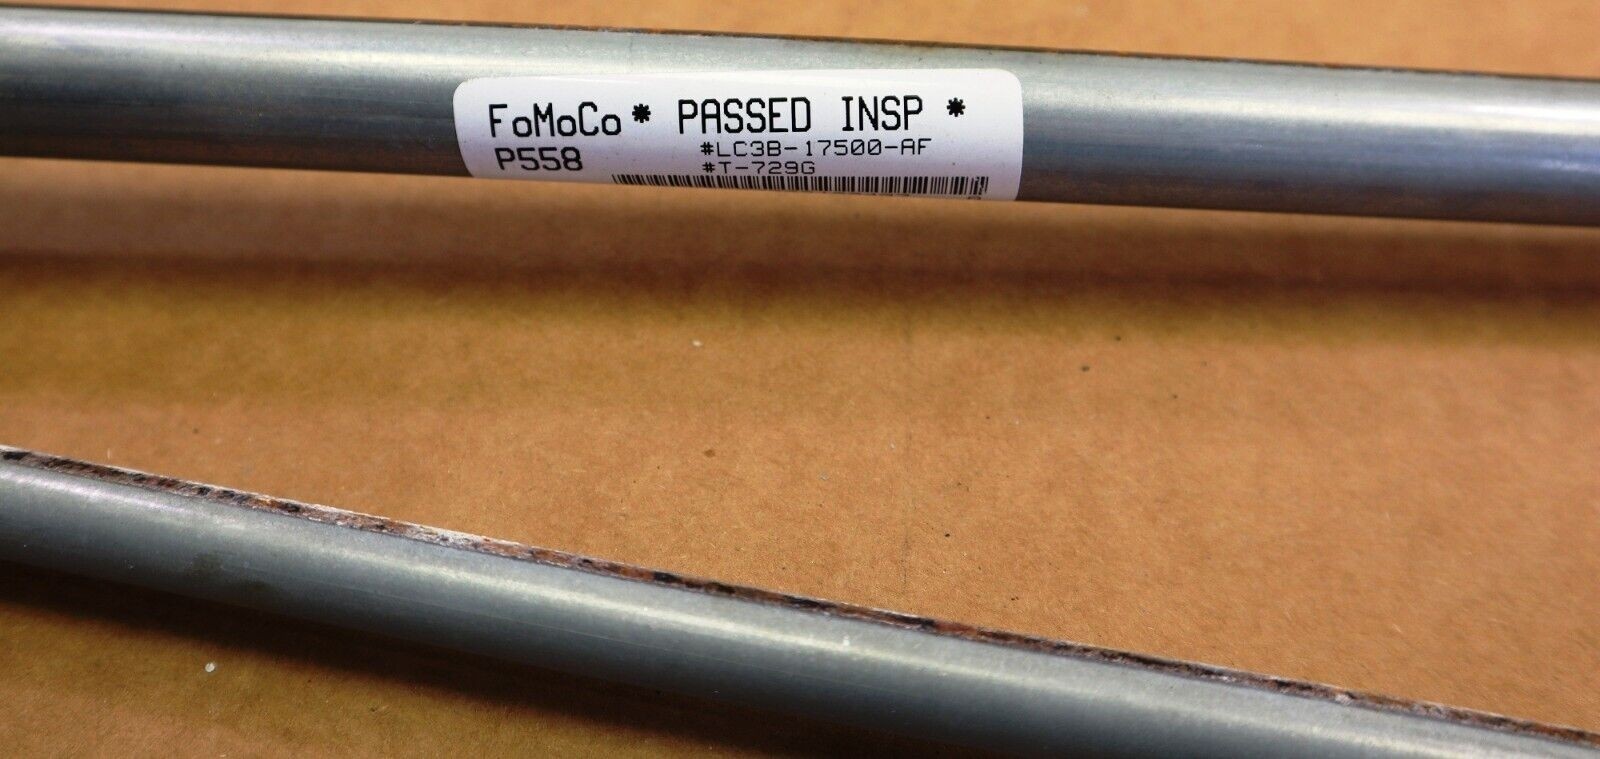 FoMoCo* PASSED INSP *
P558 #LC3B-17500-AF
#T-729G